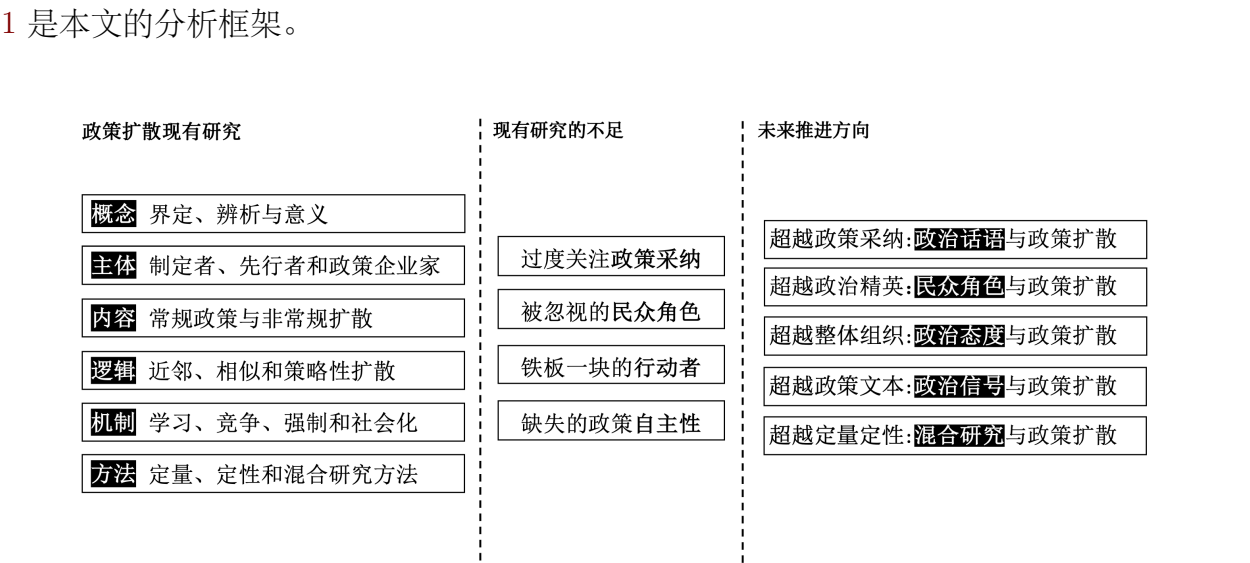 1 是本文的分析框架。
政策扩散现有研究
概念 界定、辨析与意义
主体 制定者、先行者和政策企业家
内容 常规政策与非常规扩散
逻辑 近邻、相似和策略性扩散
机制 学习、竞争、强制和社会化
方法 定量、定性和混合研究方法
现有研究的不足
过度关注政策采纳
被忽视的民众角色
铁板一块的行动者
缺失的政策自主性
未来推进方向
超越政策采纳:政治话语与政策扩散
超越政治精英:民众角色与政策扩散
超越整体组织:政治态度与政策扩散
超越政策文本:政治信号与政策扩散
超越定量定性:混合研究与政策扩散